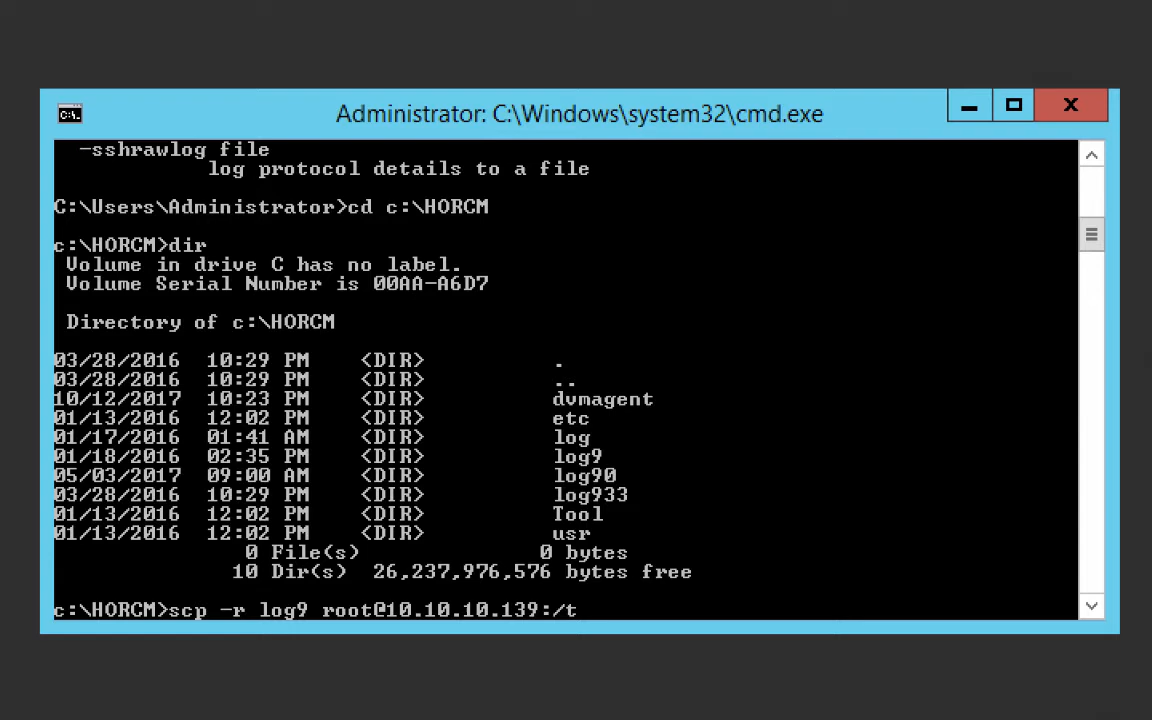 Administrator: C:\Windows\system32\cmd.exe
-sshrawlog file
log protocol details to a file
C:\Users\Administrator>cd c:\HORCM
c:\HORCM>dir
Volume in drive C has no label.
Volume Serial Number is 00AA-A6D7
Directory of c:\HORCM
03/28/2016 10:29 PM <DIR> .
03/28/2016 10:29 PM <DIR> ..
10/12/2017 10:23 PM <DIR> dvmagent
01/13/2016 12:02 PM <DIR> etc
01/17/2016 01:41 AM <DIR> log
01/18/2016 02:35 PM <DIR> log9
05/03/2017 09:00 AM <DIR> log90
03/28/2016 10:29 PM <DIR> log933
01/13/2016 12:02 PM <DIR> Tool
01/13/2016 12:02 PM <DIR> usr
0 File(s) 0 bytes
10 Dir(s) 26,237,976,576 bytes free
c:\HORCM>scp -r log9 root@10.10.10.139:/t